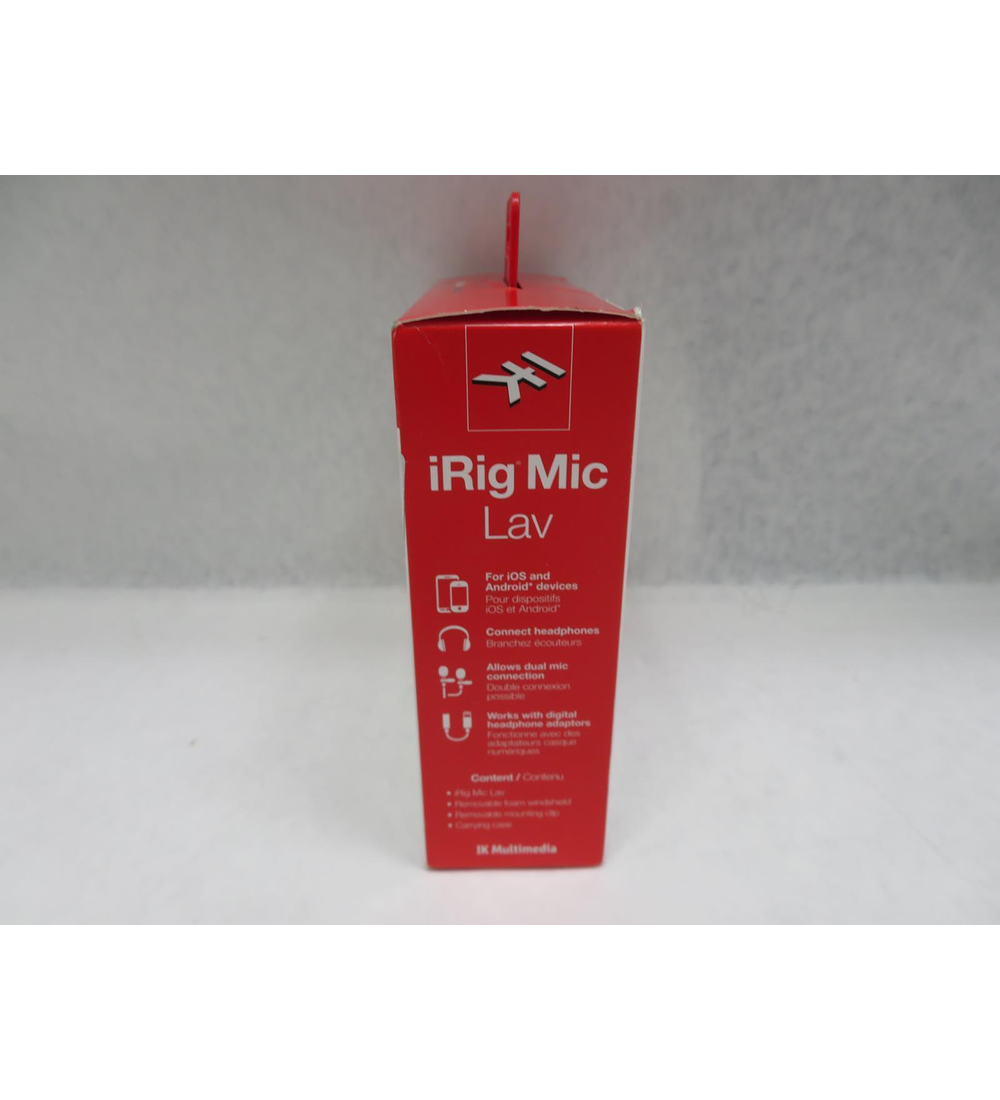 iRig® Mic
Lav
For iOS and
Android* devices
Pour dispositifs
iOS et Android*
Connect headphones
Branchez écouteurs
Allows dual mic
connection
Double connexion
possible
Works with digital
headphone adaptors
Fonctionne avec des
adaptateurs casque
numériques
Content / Contenu
• iRig Mic Lav
• Removable foam windshield
• Removable mounting clip
• Carrying case
IK Multimedia